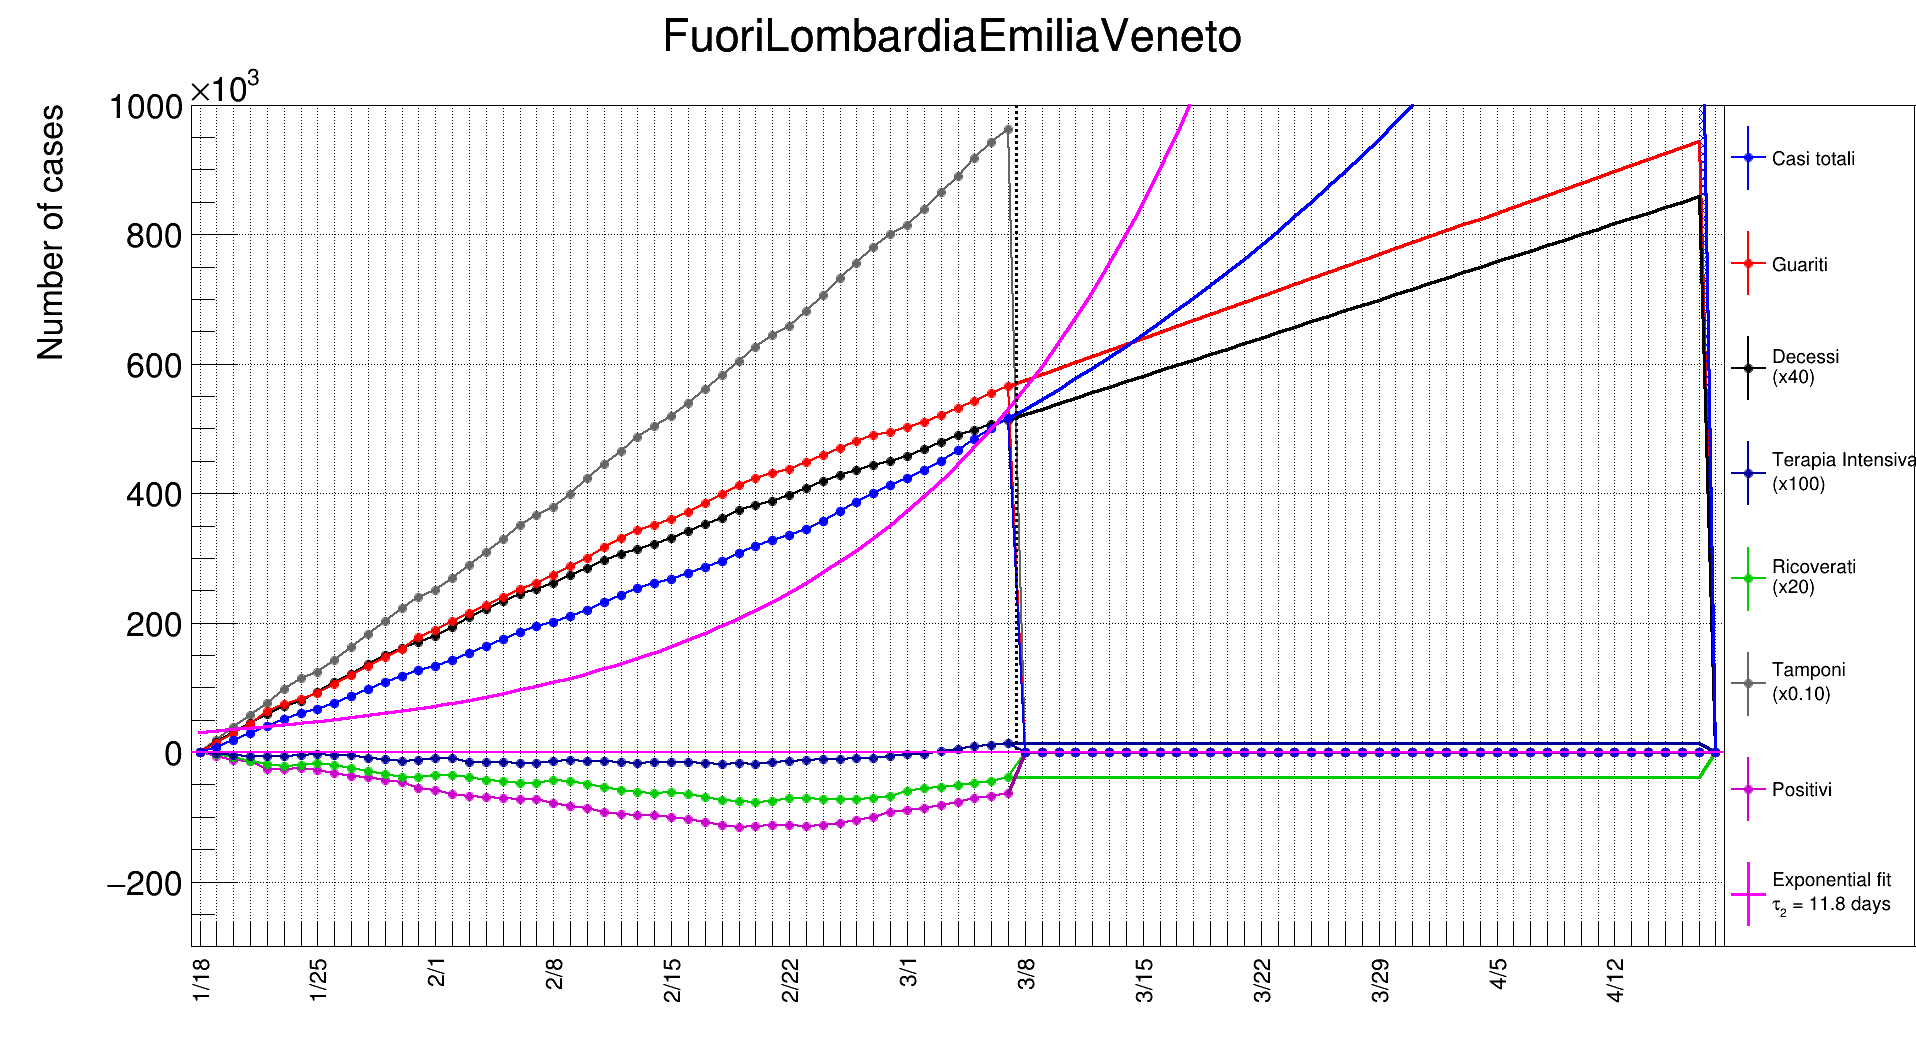 FuoriLombardiaEmiliaVeneto
×10³
Number of cases
1000
800
600
400
200
0
−200
1/18
1/25
2/1
2/8
2/15
2/22
3/1
3/8
3/15
3/22
3/29
4/5
4/12
Casi totali
Guariti
Decessi
(x40)
Terapia Intensiva
(x100)
Ricoverati
(x20)
Tamponi
(x0.10)
Positivi
Exponential fit
τ₂ = 11.8 days